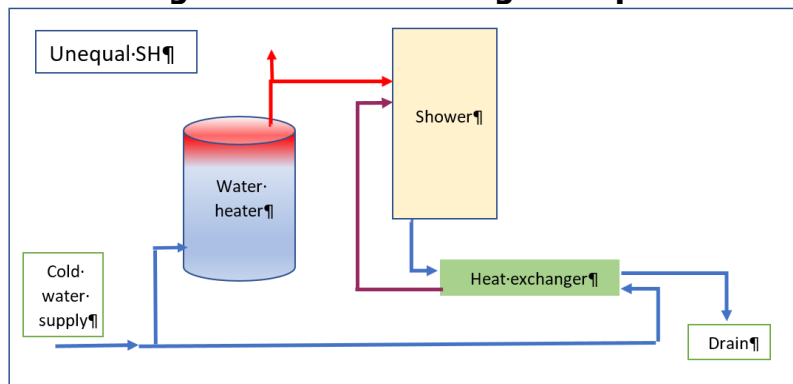 Unequal·SH¶
Shower¶
Water·
heater¶
Cold·
water·
supply¶
Heat·exchanger¶
Drain¶